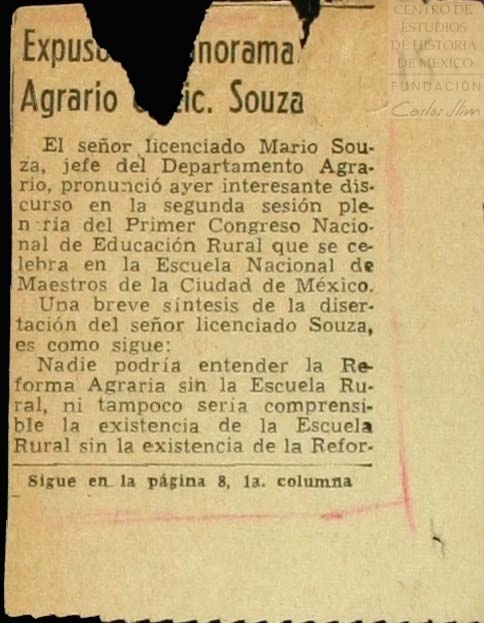 Expus norama
Agrario ic. Souza
El señor licenciado Mario Sou-
za, jefe del Departamento Agra-
rio, pronunció ayer interesante dis-
curso en la segunda sesión ple-
n ria del Primer Congreso Nacio-
nal de Educación Rural que se ce-
lebra en la Escuela Nacional de
Maestros de la Ciudad de México.
Una breve síntesis de la diser-
tación del señor licenciado Souza,
es como sigue:
Nadie podría entender la Re-
forma Agraria sin la Escuela Ru-
ral, ni tampoco sería comprensi-
ble la existencia de la Escuela
Rural sin la existencia de la Refor-
Sigue en la página 8, 1a. columna
CENTRO DE
ESTUDIOS
DE HISTORIA
DE MEXICO
FUNDACIÓN
Carlos Slim